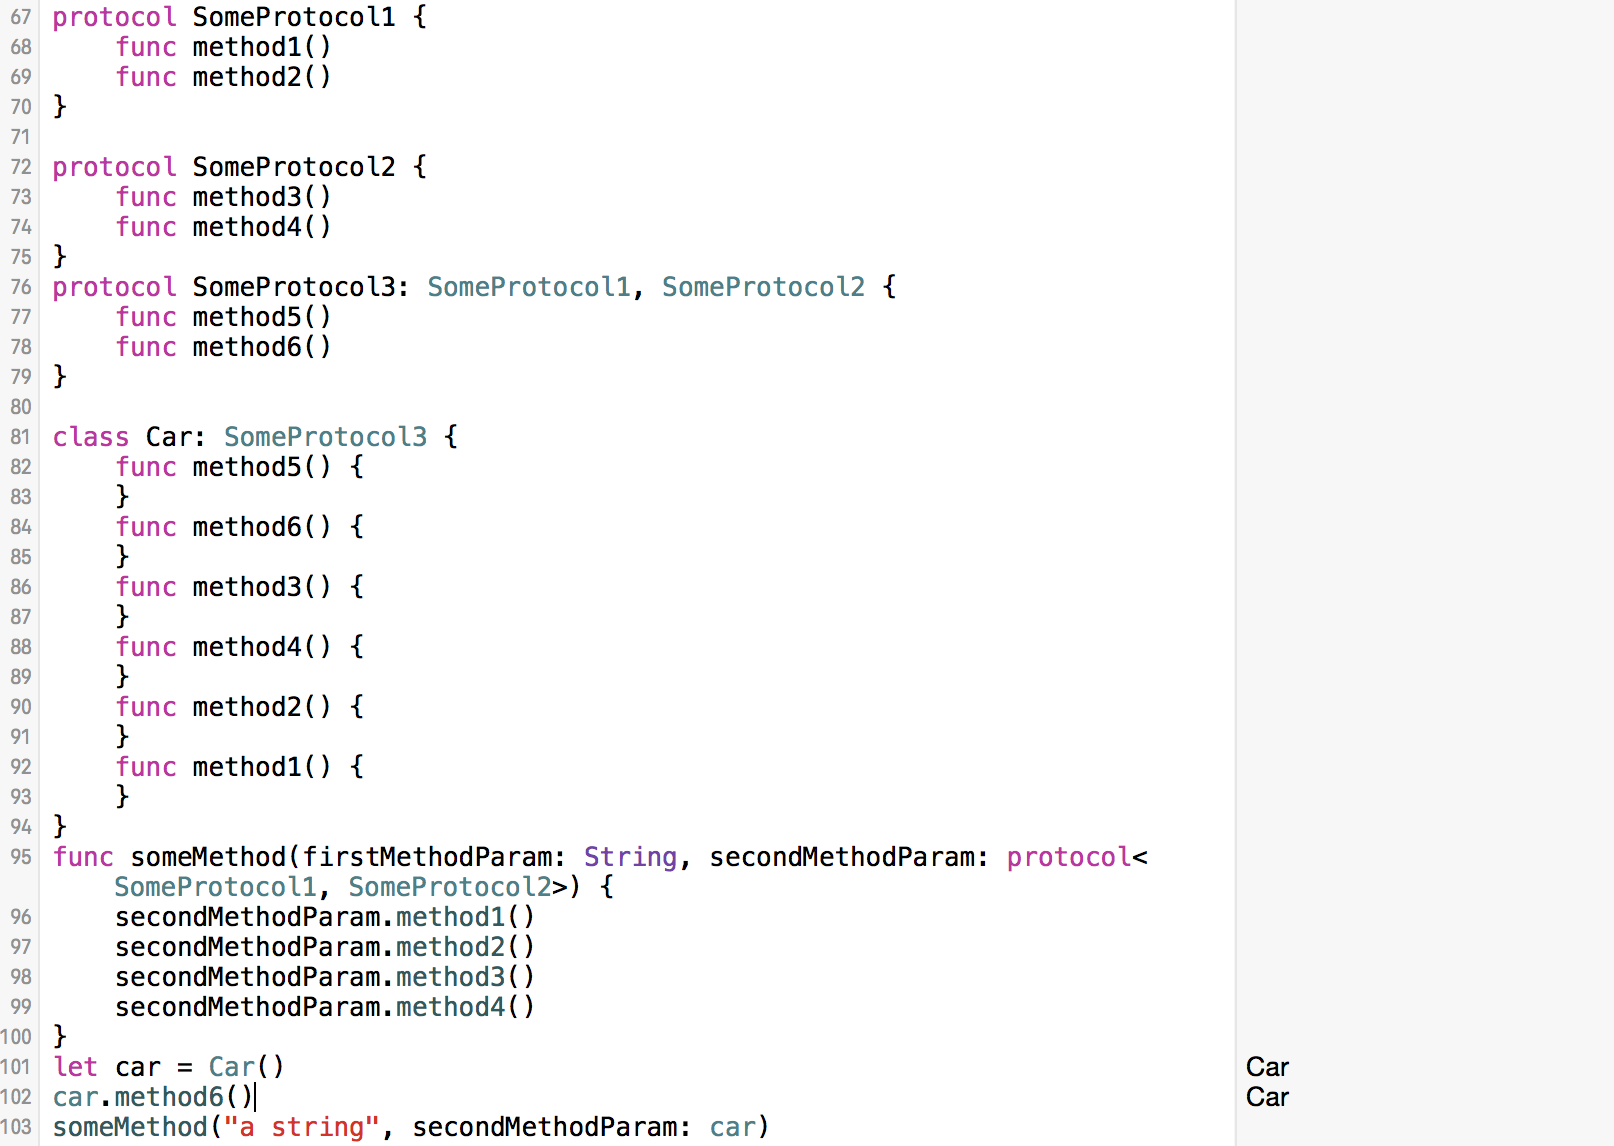 67 protocol SomeProtocol1 {
68     func method1()
69     func method2()
70 }
71
72 protocol SomeProtocol2 {
73     func method3()
74     func method4()
75 }
76 protocol SomeProtocol3: SomeProtocol1, SomeProtocol2 {
77     func method5()
78     func method6()
79 }
80
81 class Car: SomeProtocol3 {
82     func method5() {
83     }
84     func method6() {
85     }
86     func method3() {
87     }
88     func method4() {
89     }
90     func method2() {
91     }
92     func method1() {
93     }
94 }
95 func someMethod(firstMethodParam: String, secondMethodParam: protocol<
    SomeProtocol1, SomeProtocol2>) {
96     secondMethodParam.method1()
97     secondMethodParam.method2()
98     secondMethodParam.method3()
99     secondMethodParam.method4()
100 }
101 let car = Car() Car
102 car.method6() Car
103 someMethod("a string", secondMethodParam: car)